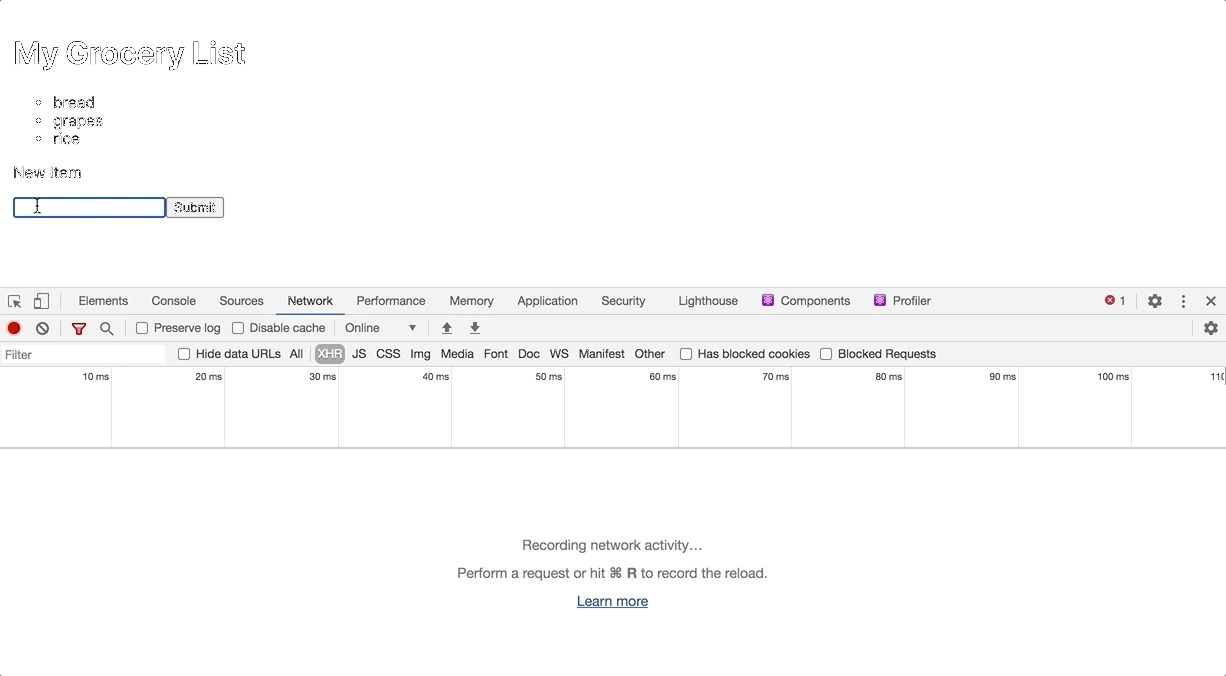 My Grocery List
bread
grapes
rice
New Item
Submit
Elements Console Sources Network Performance Memory Application Security Lighthouse Components Profiler 1
Preserve log Disable cache Online
Filter Hide data URLs All XHR JS CSS Img Media Font Doc WS Manifest Other Has blocked cookies Blocked Requests
10 ms 20 ms 30 ms 40 ms 50 ms 60 ms 70 ms 80 ms 90 ms 100 ms 110
Recording network activity…
Perform a request or hit ⌘ R to record the reload.
Learn more